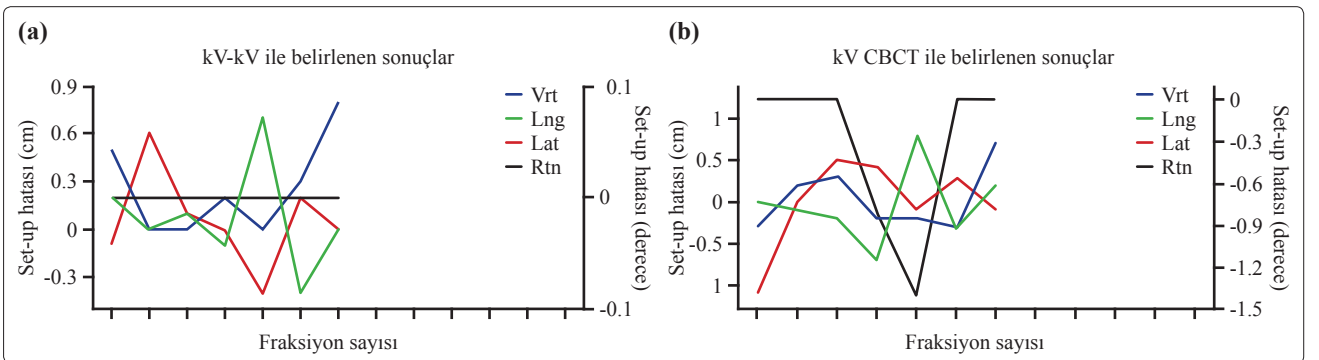 (a)
kV-kV ile belirlenen sonuçlar
Set-up hatası (cm)
0.9
0.6
0.3
0
-0.3
0.1
0
-0.1
Set-up hatası (derece)
Vrt
Lng
Lat
Rtn
Fraksiyon sayısı
(b)
kV CBCT ile belirlenen sonuçlar
Set-up hatası (cm)
1
0.5
0
-0.5
1
0
-0.3
-0.6
-0.9
-1.2
-1.5
Set-up hatası (derece)
Vrt
Lng
Lat
Rtn
Fraksiyon sayısı